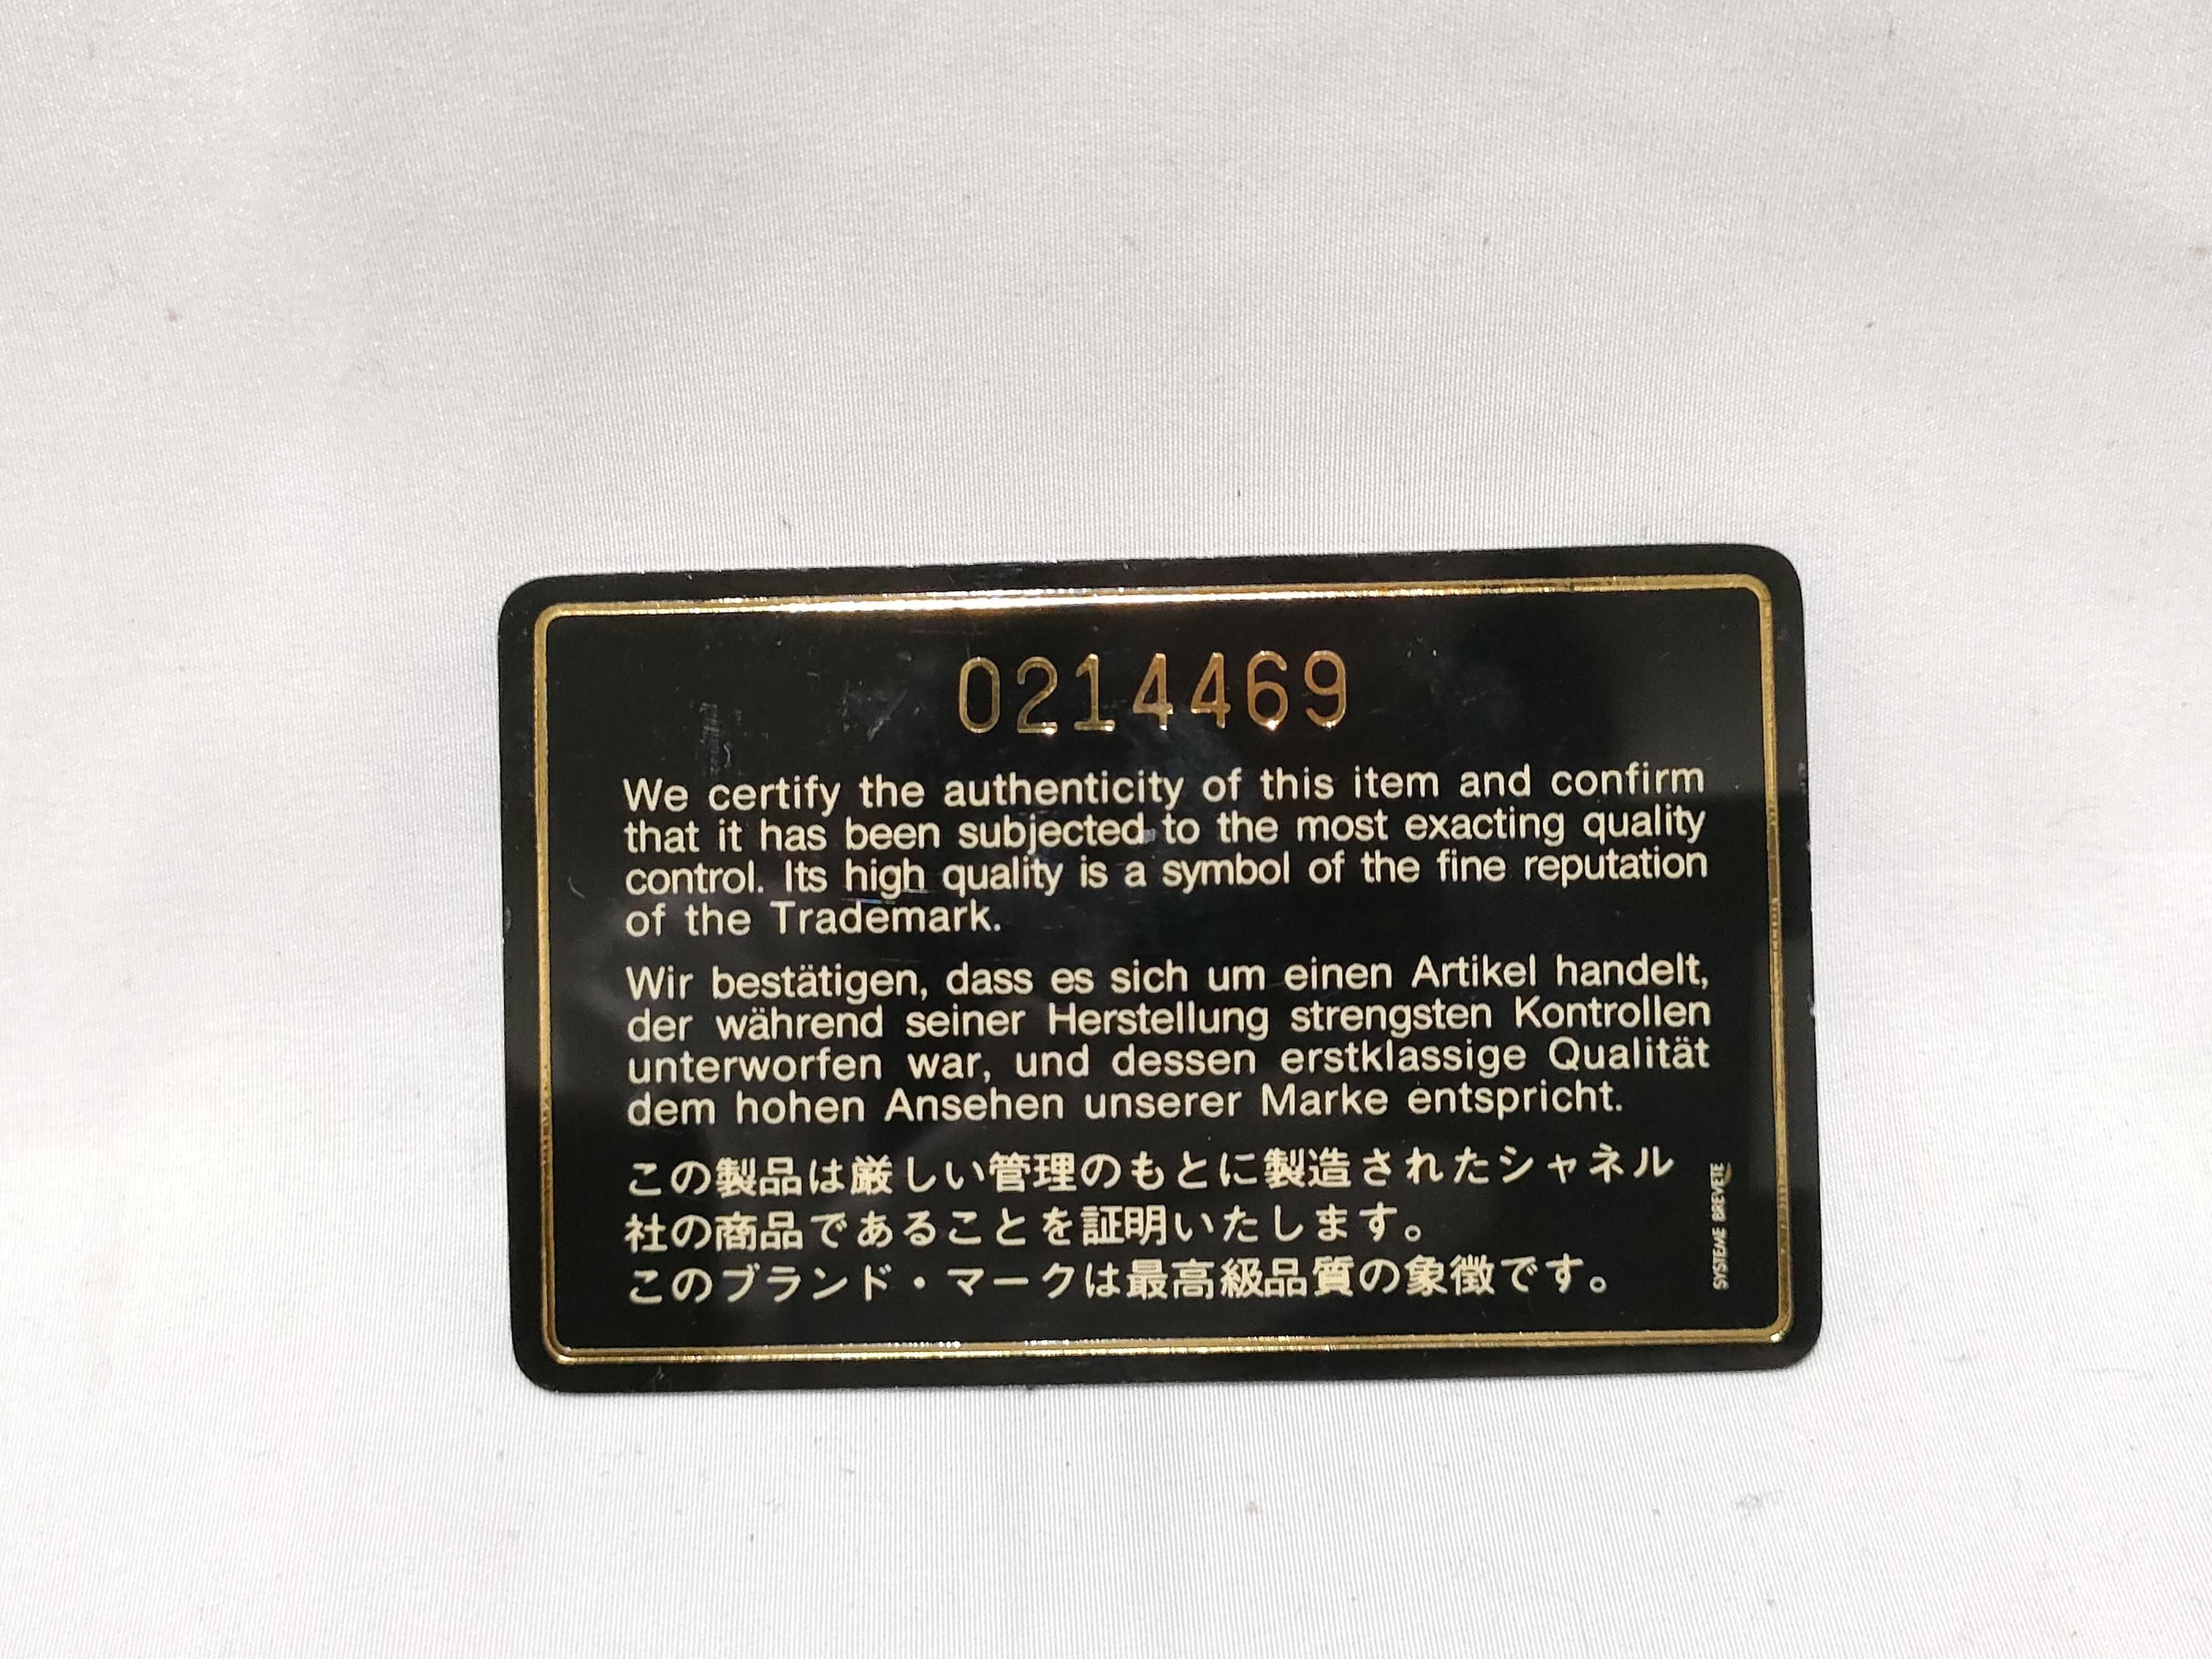 0214469
We certify the authenticity of this item and confirm
that it has been subjected to the most exacting quality
control. Its high quality is a symbol of the fine reputation
of the Trademark.
Wir bestätigen, dass es sich um einen Artikel handelt,
der während seiner Herstellung strengsten Kontrollen
unterworfen war, und dessen erstklassige Qualität
dem hohen Ansehen unserer Marke entspricht.
この製品は厳しい管理のもとに製造されたシャネル
社の商品であることを証明いたします。
このブランド・マークは最高級品質の象徴です。
SYSTEME BREVETE